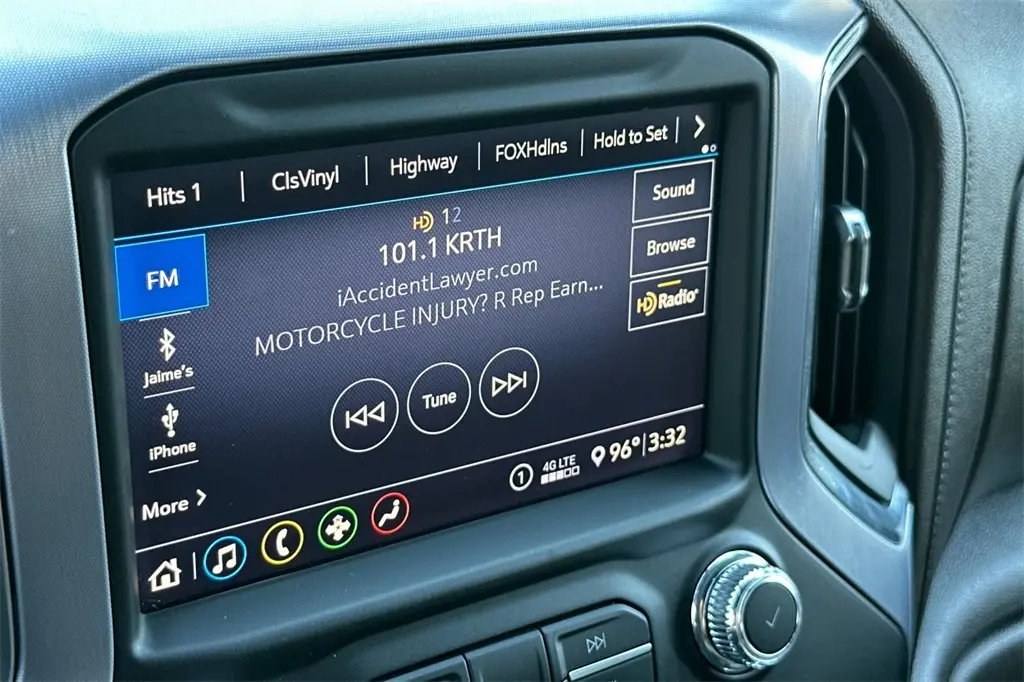 Hits 1
ClsVinyl
Highway
FOXHdlns
Hold to Set
FM
HD 12
101.1 KRTH
iAccidentLawyer.com
MOTORCYCLE INJURY? R Rep Earn...
Sound
Browse
HD Radio
Jaime's
iPhone
Tune
More
1
4G LTE
96°
3:32